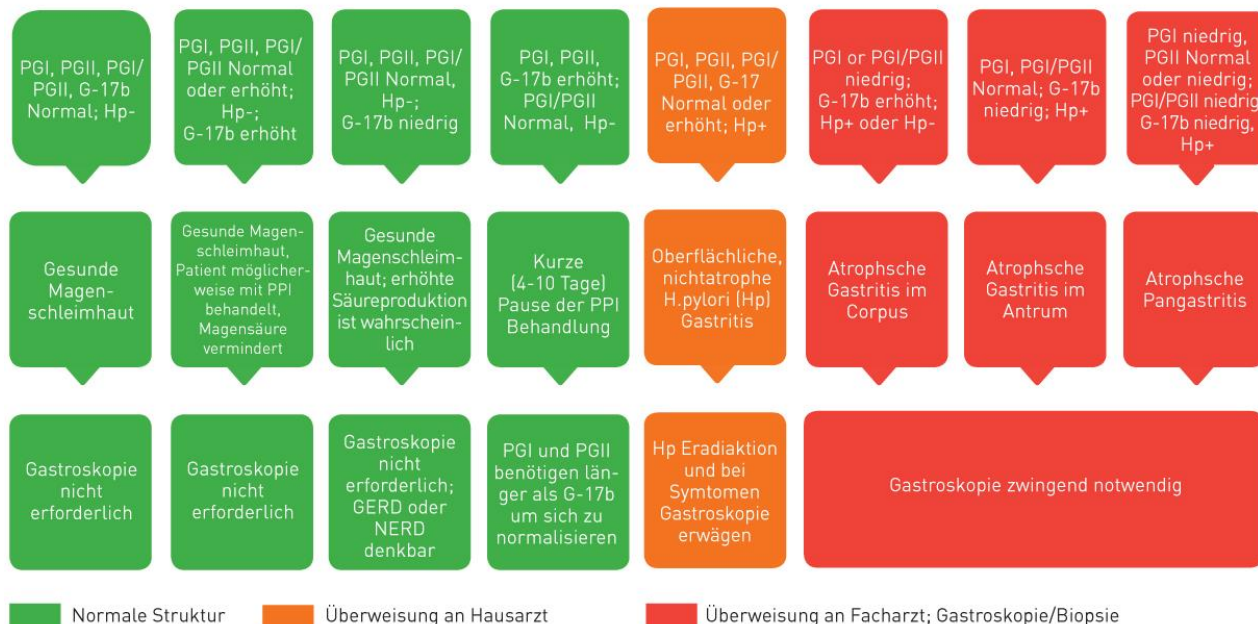 PGI, PGII, PGI/
PGII, G-17b
Normal; Hp-
PGI, PGII, PGI/
PGII Normal
oder erhöht;
Hp-;
G-17b erhöht
PGI, PGII, PGI/
PGII Normal,
Hp-;
G-17b niedrig
PGI, PGII,
G-17b erhöht;
PGI/PGII
Normal, Hp-
PGI, PGII, PGI/
PGII, G-17
Normal oder
erhöht; Hp+
PGI or PGI/PGII
niedrig;
G-17b erhöht;
Hp+ oder Hp-
PGI, PGI/PGII
Normal; G-17b
niedrig; Hp+
PGI niedrig,
PGII Normal
oder niedrig;
PGI/PGII niedrig,
G-17b niedrig,
Hp+
Gesunde
Magen-
schleimhaut
Gesunde Magen-
schleimhaut,
Patient möglicher-
weise mit PPI
behandelt,
Magensäure
vermindert
Gesunde
Magenschleim-
haut; erhöhte
Säureproduktion
ist wahrschein-
lich
Kurze
(4-10 Tage)
Pause der PPI
Behandlung
Oberflächliche,
nichtatrophe
H.pylori (Hp)
Gastritis
Atrophsche
Gastritis im
Corpus
Atrophsche
Gastritis im
Antrum
Atrophsche
Pangastritis
Gastroskopie
nicht
erforderlich
Gastroskopie
nicht
erforderlich
Gastroskopie
nicht
erforderlich;
GERD oder
NERD
denkbar
PGI und PGII
benötigen län-
ger als G-17b
um sich zu
normalisieren
Hp Eradiaktion
und bei
Symtomen
Gastroskopie
erwägen
Gastroskopie zwingend notwendig
Normale Struktur
Überweisung an Hausarzt
Überweisung an Facharzt; Gastroskopie/Biopsie